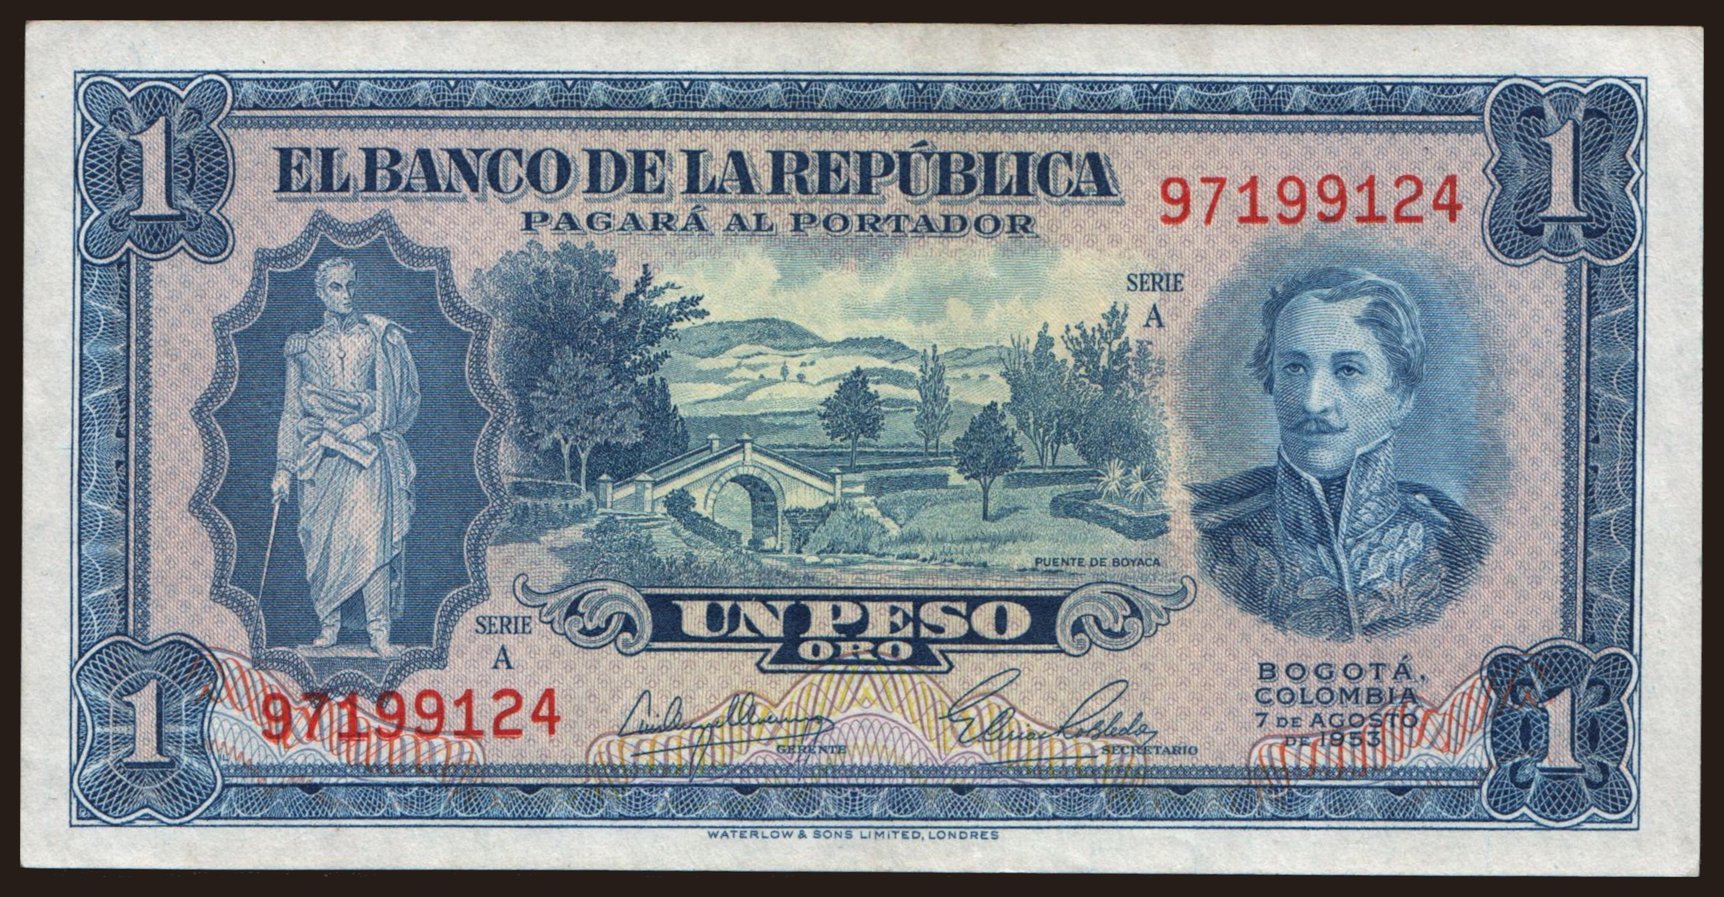 1
1
EL BANCO DE LA REPÚBLICA
PAGARÁ AL PORTADOR
97199124
SERIE
A
PUENTE DE BOYACA
UN PESO
ORO
SERIE
A
97199124
GERENTE
SECRETARIO
BOGOTÁ,
COLOMBIA
7 DE AGOSTO
DE 1953
1
1
WATERLOW & SONS LIMITED, LONDRES